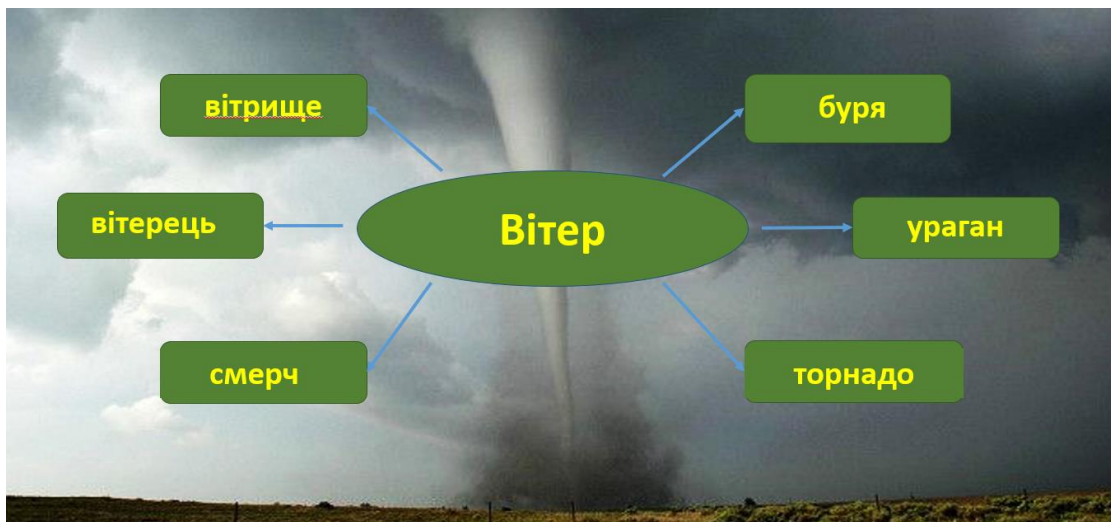 вітрище
буря
вітерець
Вітер
ураган
смерч
торнадо